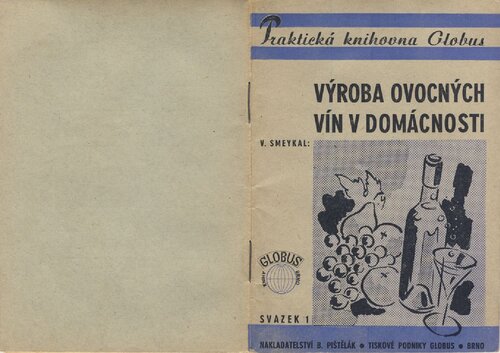 Praktická knihovna Globus
VÝROBA OVOCNÝCH
VÍN V DOMÁCNOSTI
V. SMEYKAL:
GLOBUS
BRNO
SVAZEK 1
NAKLADATELSTVÍ B. PIŠTĚLÁK • TISKOVÉ PODNIKY GLOBUS • BRNO